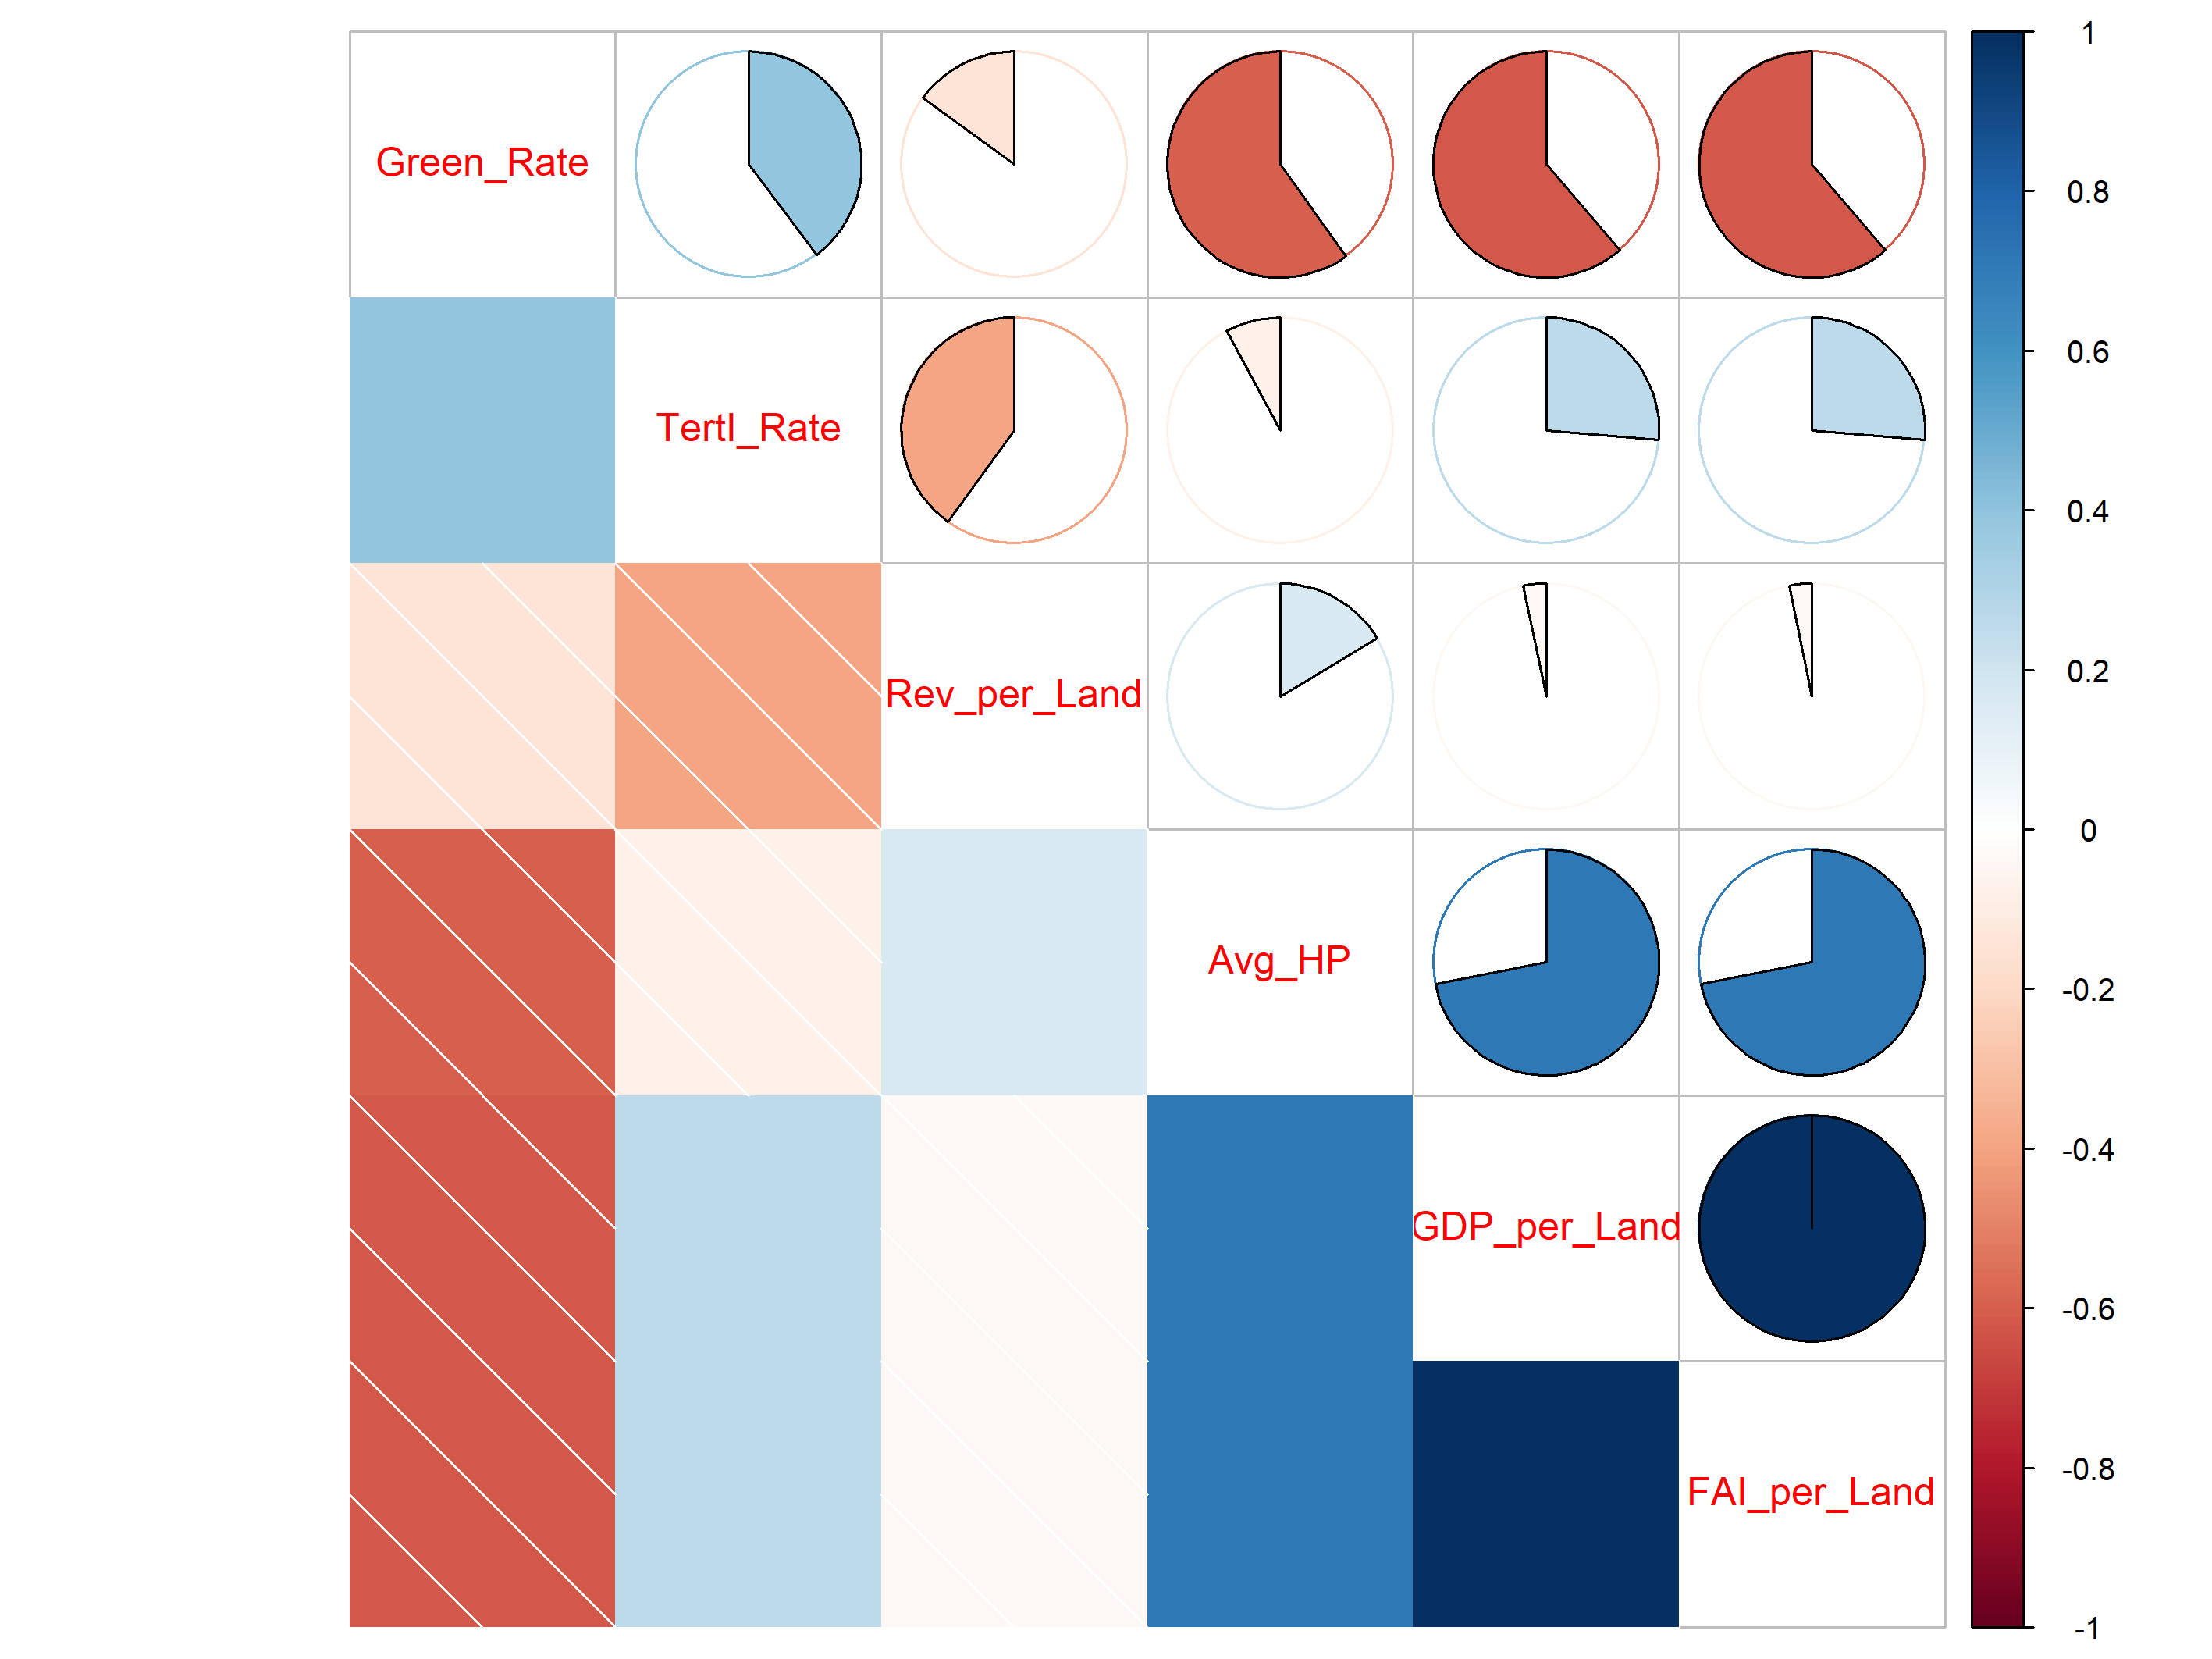 Green_Rate
TertI_Rate
Rev_per_Land
Avg_HP
GDP_per_Land
FAI_per_Land
1
0.8
0.6
0.4
0.2
0
-0.2
-0.4
-0.6
-0.8
-1